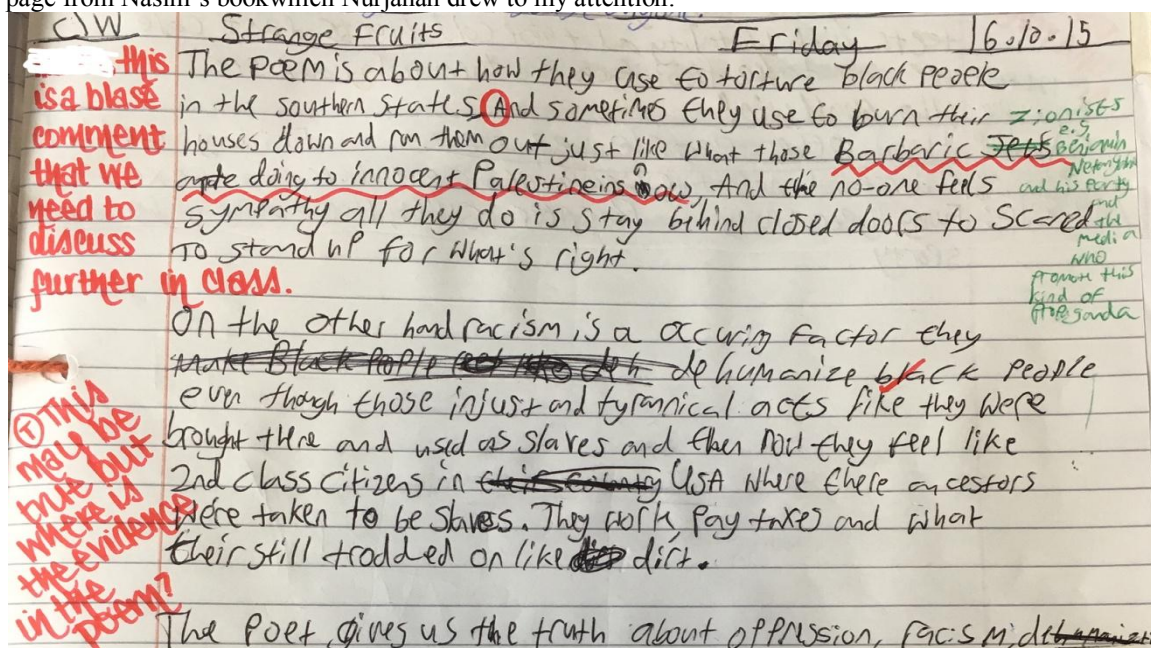 page from Nasim's book which Nurjahan drew to my attention.
C/W Strange Fruits Friday 16.10.15
this
is a blasé
comment
that we
need to
discuss
further in class.
The poem is about how they use to torture black people
in the southern states And sometimes they use to burn their
houses down and run them out just like what those Barbaric Jews
are doing to innocent Palestineins now, And the no-one feels
sympathy all they do is stay behind closed doors to scared
to stand up for what's right.
zionists
e.g
Benjamin
Netenyahu
and his party
and
the
media
who
promote this
kind of
propaganda
On the other hand racism is a occuring factor they
make Black People dehumanize black people
even though those injust and tyrannical acts like they were
brought there and used as slaves and then now they feel like
2nd class citizens in their country USA where there ancestors
were taken to be slaves. They work, pay taxes and what
their still trodded on like dirt.
T This
may be
true but
where is
the evidence
in the
poem?
The poet gives us the truth about oppression, racism,